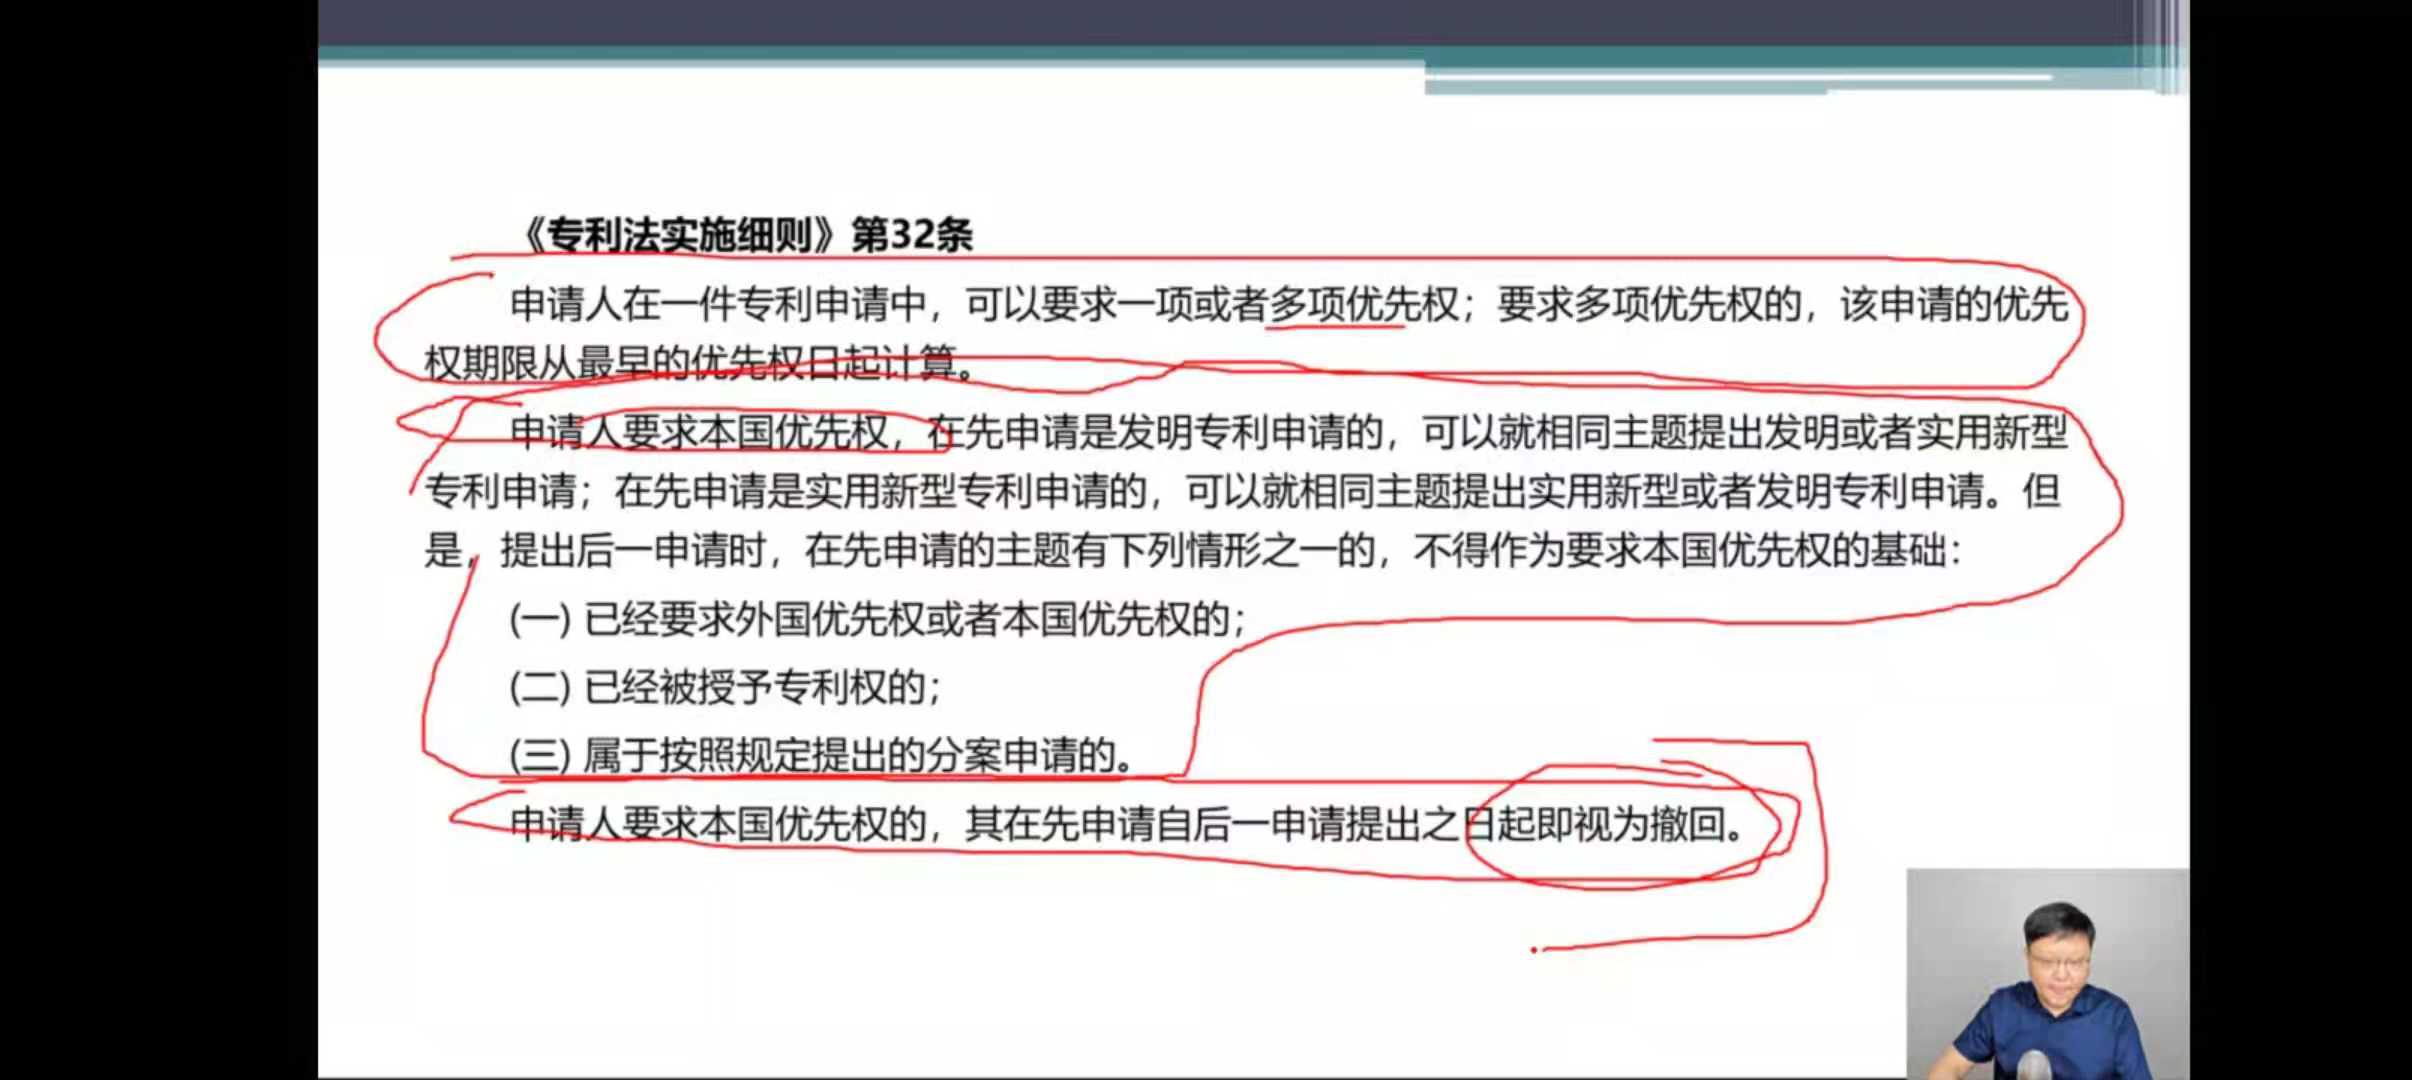 《专利法实施细则》第32条
申请人在一件专利申请中，可以要求一项或者多项优先权；要求多项优先权的，该申请的优先
权期限从最早的优先权日起计算。
申请人要求本国优先权，在先申请是发明专利申请的，可以就相同主题提出发明或者实用新型
专利申请；在先申请是实用新型专利申请的，可以就相同主题提出实用新型或者发明专利申请。但
是，提出后一申请时，在先申请的主题有下列情形之一的，不得作为要求本国优先权的基础：
(一) 已经要求外国优先权或者本国优先权的；
(二) 已经被授予专利权的；
(三) 属于按照规定提出的分案申请的。
申请人要求本国优先权的，其在先申请自后一申请提出之日起即视为撤回。